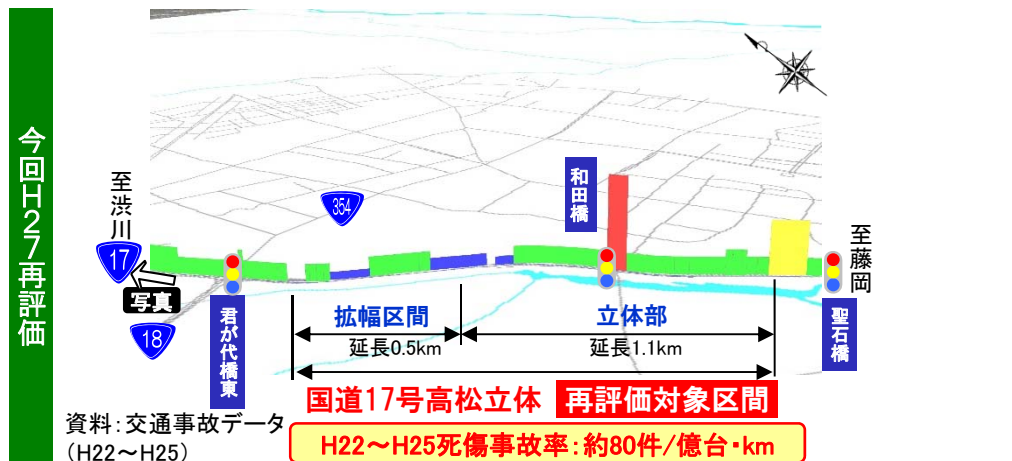 今回H27再評価
至渋川
17
写真
18
354
君が代橋東
和田橋
至藤岡
聖石橋
拡幅区間
延長0.5km
立体部
延長1.1km
国道17号高松立体 再評価対象区間
資料：交通事故データ
（H22～H25）
H22～H25死傷事故率：約80件/億台・km